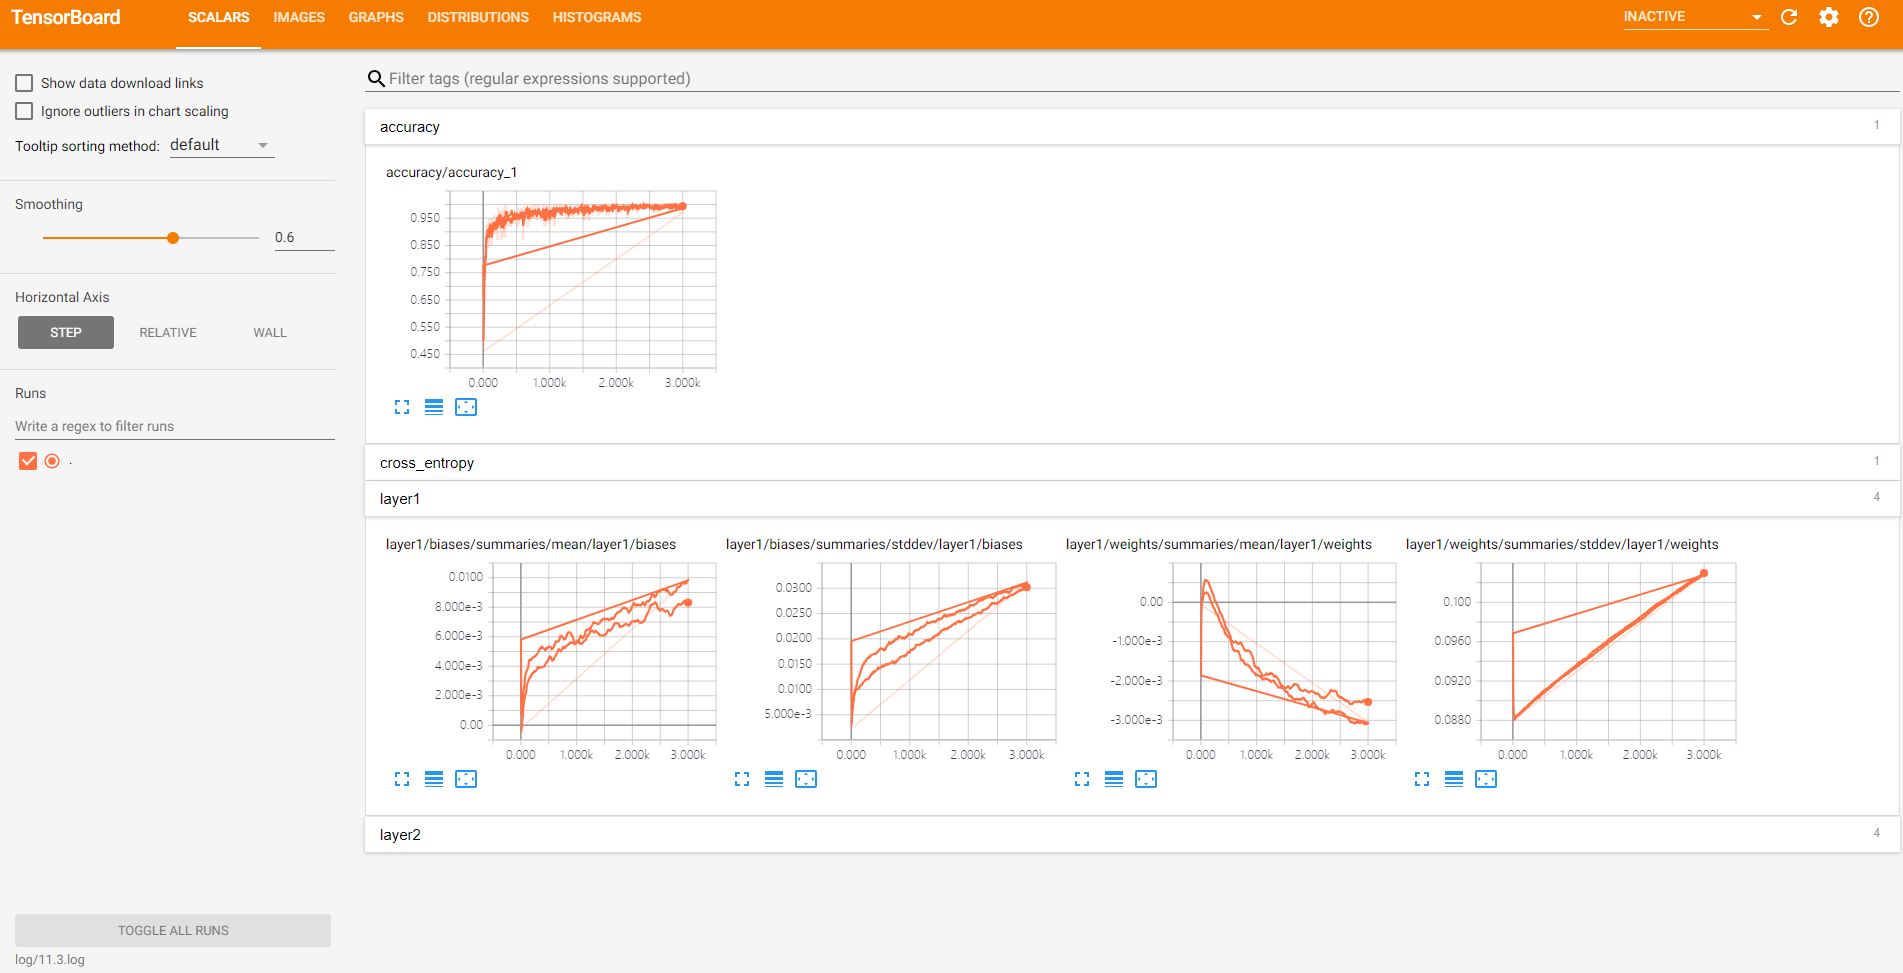 TensorBoard SCALARS IMAGES GRAPHS DISTRIBUTIONS HISTOGRAMS INACTIVE
Show data download links
Ignore outliers in chart scaling
Tooltip sorting method: default
Smoothing
0.6
Horizontal Axis
STEP RELATIVE WALL
Runs
Write a regex to filter runs
.
TOGGLE ALL RUNS
log/11.3.log
Filter tags (regular expressions supported)
accuracy 1
accuracy/accuracy_1
0.950
0.850
0.750
0.650
0.550
0.450
0.000 1.000k 2.000k 3.000k
cross_entropy 1
layer1 4
layer1/biases/summaries/mean/layer1/biases
0.0100
8.000e-3
6.000e-3
4.000e-3
2.000e-3
0.00
0.000 1.000k 2.000k 3.000k
layer1/biases/summaries/stddev/layer1/biases
0.0300
0.0250
0.0200
0.0150
0.0100
5.000e-3
0.000 1.000k 2.000k 3.000k
layer1/weights/summaries/mean/layer1/weights
0.00
-1.000e-3
-2.000e-3
-3.000e-3
0.000 1.000k 2.000k 3.000k
layer1/weights/summaries/stddev/layer1/weights
0.100
0.0960
0.0920
0.0880
0.000 1.000k 2.000k 3.000k
layer2 4